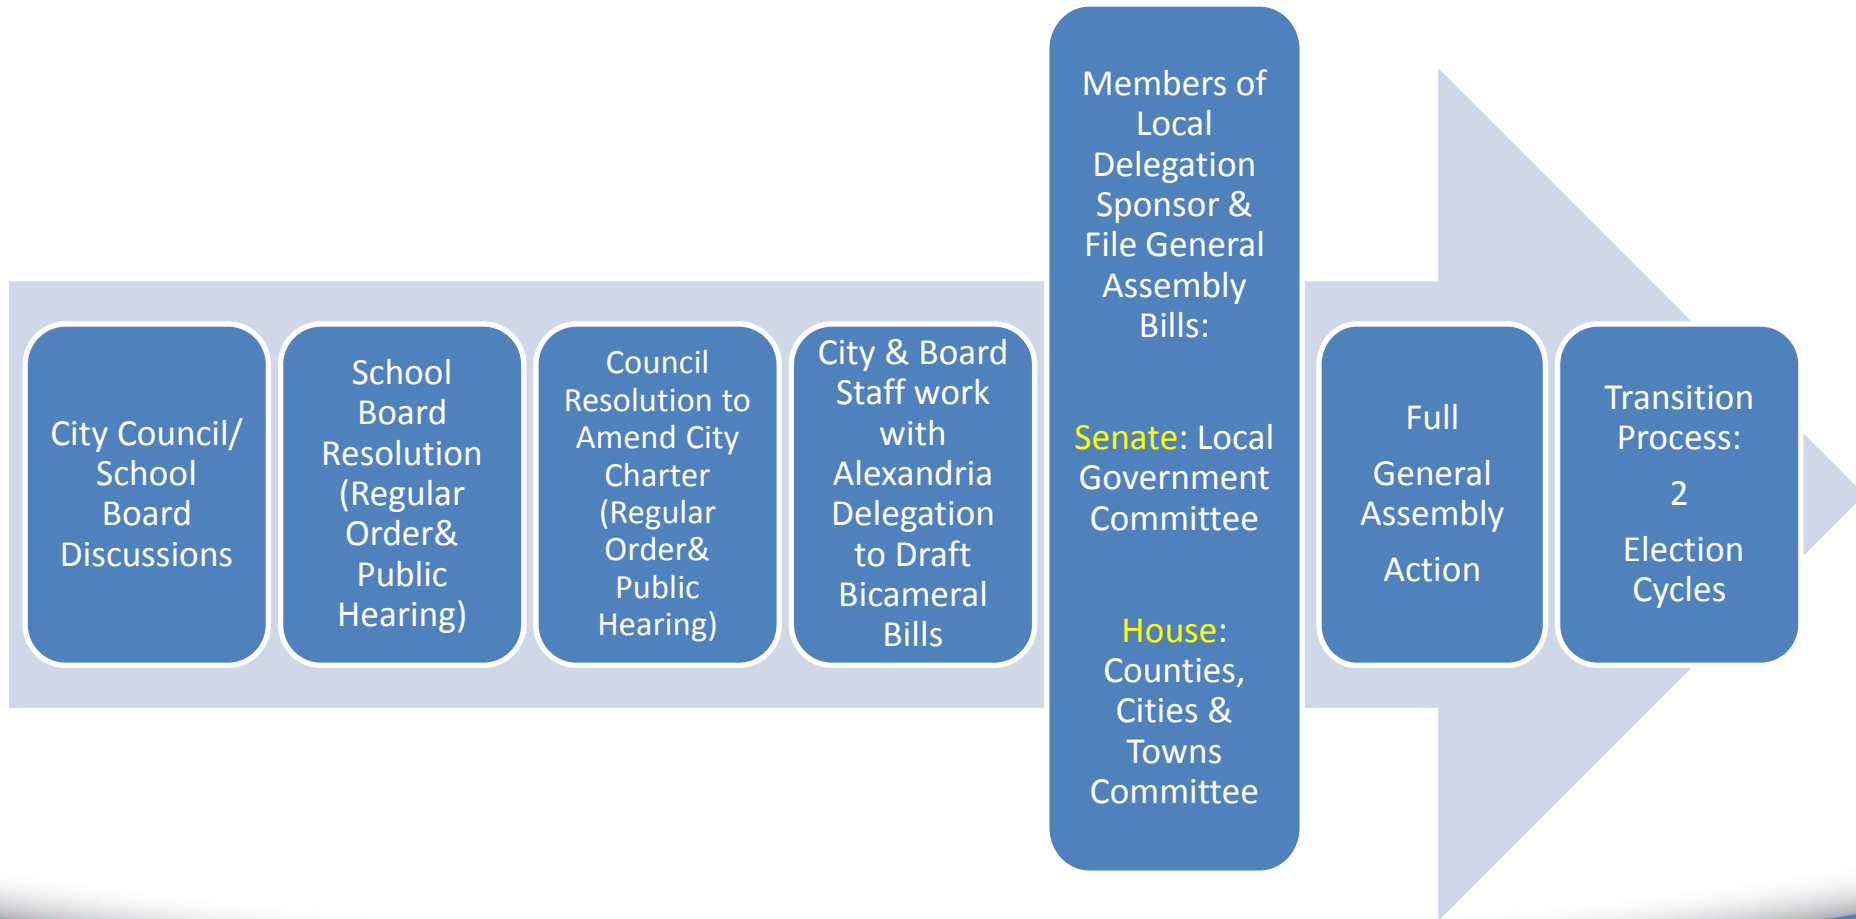 City Council/
School
Board
Discussions
School
Board
Resolution
(Regular
Order&
Public
Hearing)
Council
Resolution to
Amend City
Charter
(Regular
Order&
Public
Hearing)
City & Board
Staff work
with
Alexandria
Delegation
to Draft
Bicameral
Bills
Members of
Local
Delegation
Sponsor &
File General
Assembly
Bills:
Senate: Local
Government
Committee
House:
Counties,
Cities &
Towns
Committee
Full
General
Assembly
Action
Transition
Process:
2
Election
Cycles